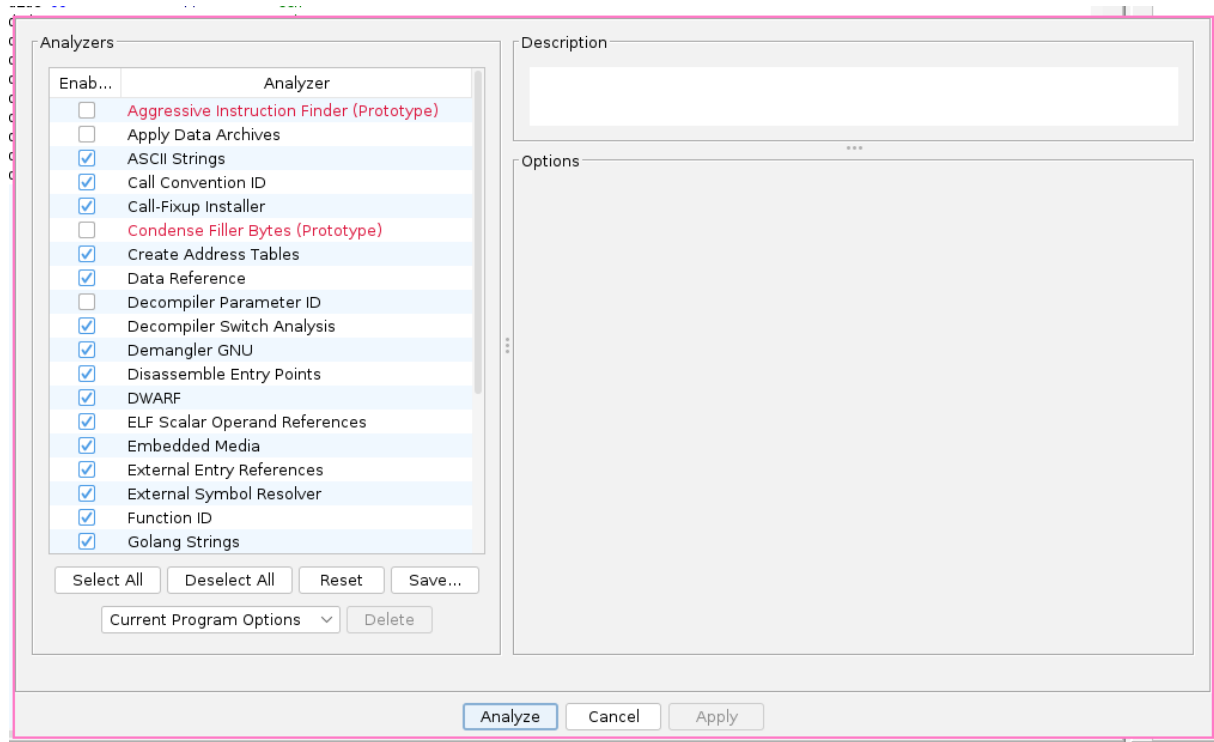 Analyzers
Enab... Analyzer
Aggressive Instruction Finder (Prototype)
Apply Data Archives
ASCII Strings
Call Convention ID
Call-Fixup Installer
Condense Filler Bytes (Prototype)
Create Address Tables
Data Reference
Decompiler Parameter ID
Decompiler Switch Analysis
Demangler GNU
Disassemble Entry Points
DWARF
ELF Scalar Operand References
Embedded Media
External Entry References
External Symbol Resolver
Function ID
Golang Strings
Select All Deselect All Reset Save...
Current Program Options Delete
Description
Options
Analyze Cancel Apply